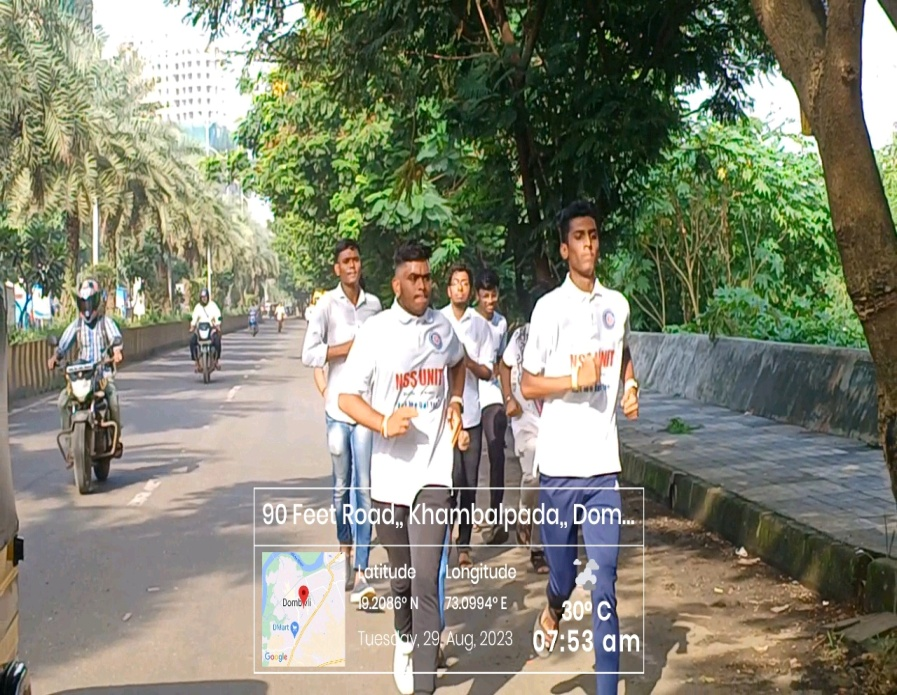 NSS UNIT
NSS UNIT
90 Feet Road,, Khambalpada,, Dom...
Latitude Longitude
19.2086° N 73.0994° E
Tuesday, 29, Aug, 2023
30° C
07:53 am
Dombivli
DMart
Google